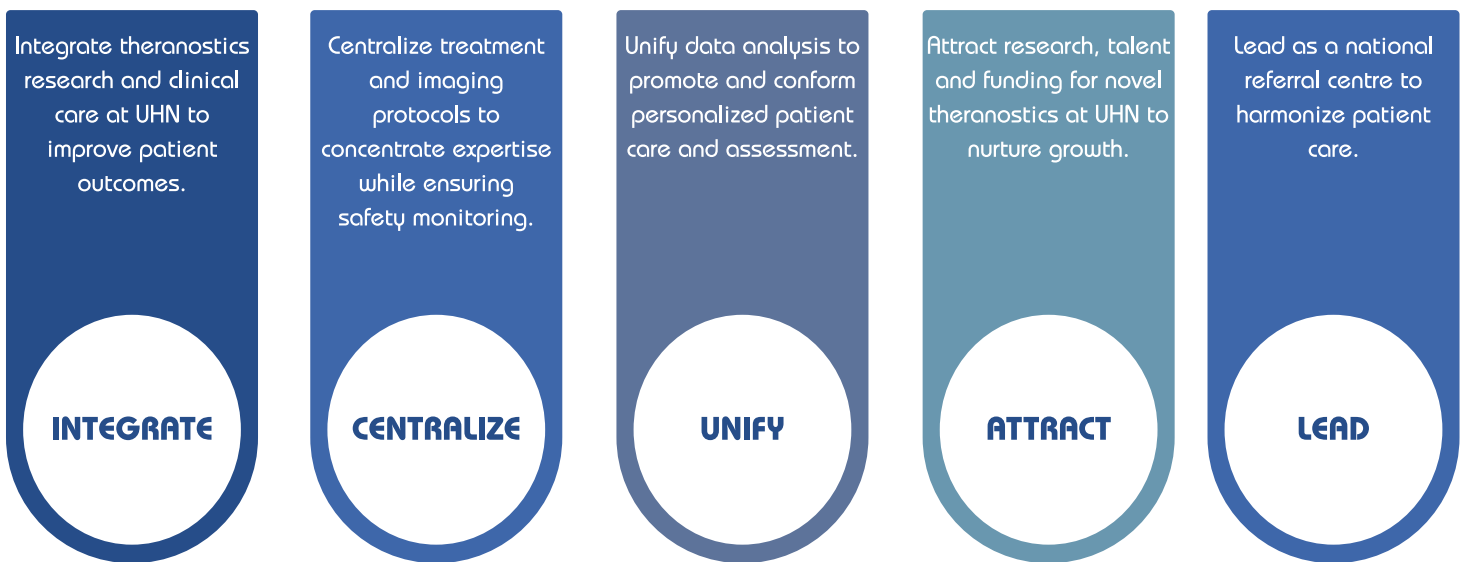 Integrate theranostics
research and clinical
care at UHN to
improve patient
outcomes.
INTEGRATE
Centralize treatment
and imaging
protocols to
concentrate expertise
while ensuring
safety monitoring.
CENTRALIZE
Unify data analysis to
promote and conform
personalized patient
care and assessment.
UNIFY
Attract research, talent
and funding for novel
theranostics at UHN to
nurture growth.
ATTRACT
Lead as a national
referral centre to
harmonize patient
care.
LEAD